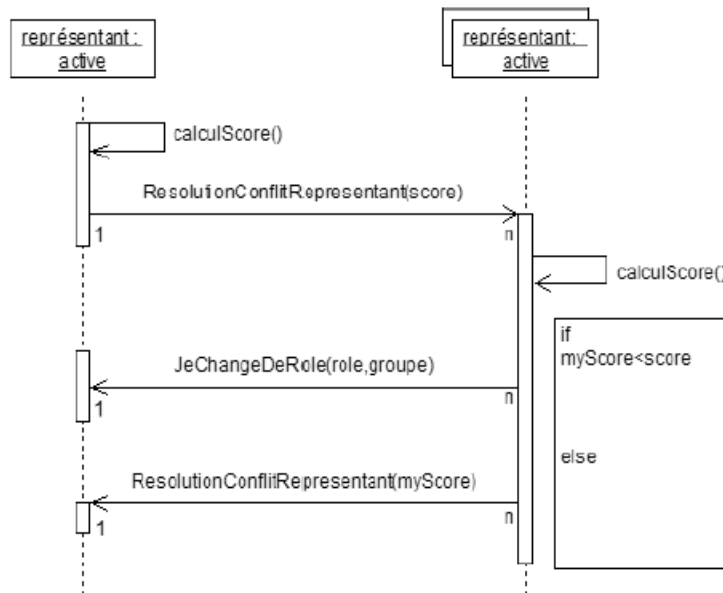 représentant :
active
représentant:
active
calculScore()
ResolutionConflitRepresentant(score)
1
n
calculScore()
if
myScore<score
JeChangeDeRole(role,groupe)
1
n
else
ResolutionConflitRepresentant(myScore)
1
n